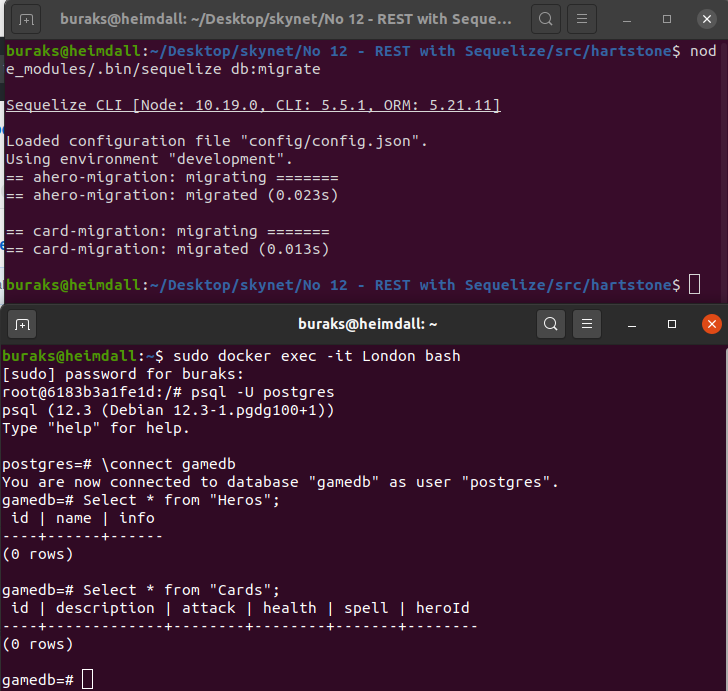 buraks@heimdall: ~/Desktop/skynet/No 12 - REST with Seque...
buraks@heimdall:~/Desktop/skynet/No 12 - REST with Sequelize/src/hartstone$ nod
e_modules/.bin/sequelize db:migrate
Sequelize CLI [Node: 10.19.0, CLI: 5.5.1, ORM: 5.21.11]
Loaded configuration file "config/config.json".
Using environment "development".
== ahero-migration: migrating =======
== ahero-migration: migrated (0.023s)
== card-migration: migrating =======
== card-migration: migrated (0.013s)
buraks@heimdall:~/Desktop/skynet/No 12 - REST with Sequelize/src/hartstone$
buraks@heimdall: ~
buraks@heimdall:~$ sudo docker exec -it London bash
[sudo] password for buraks:
root@6183b3a1fe1d:/# psql -U postgres
psql (12.3 (Debian 12.3-1.pgdg100+1))
Type "help" for help.
postgres=# \connect gamedb
You are now connected to database "gamedb" as user "postgres".
gamedb=# Select * from "Heros";
 id | name | info
----+------+------
(0 rows)
gamedb=# Select * from "Cards";
 id | description | attack | health | spell | heroId
----+-------------+--------+--------+-------+--------
(0 rows)
gamedb=#